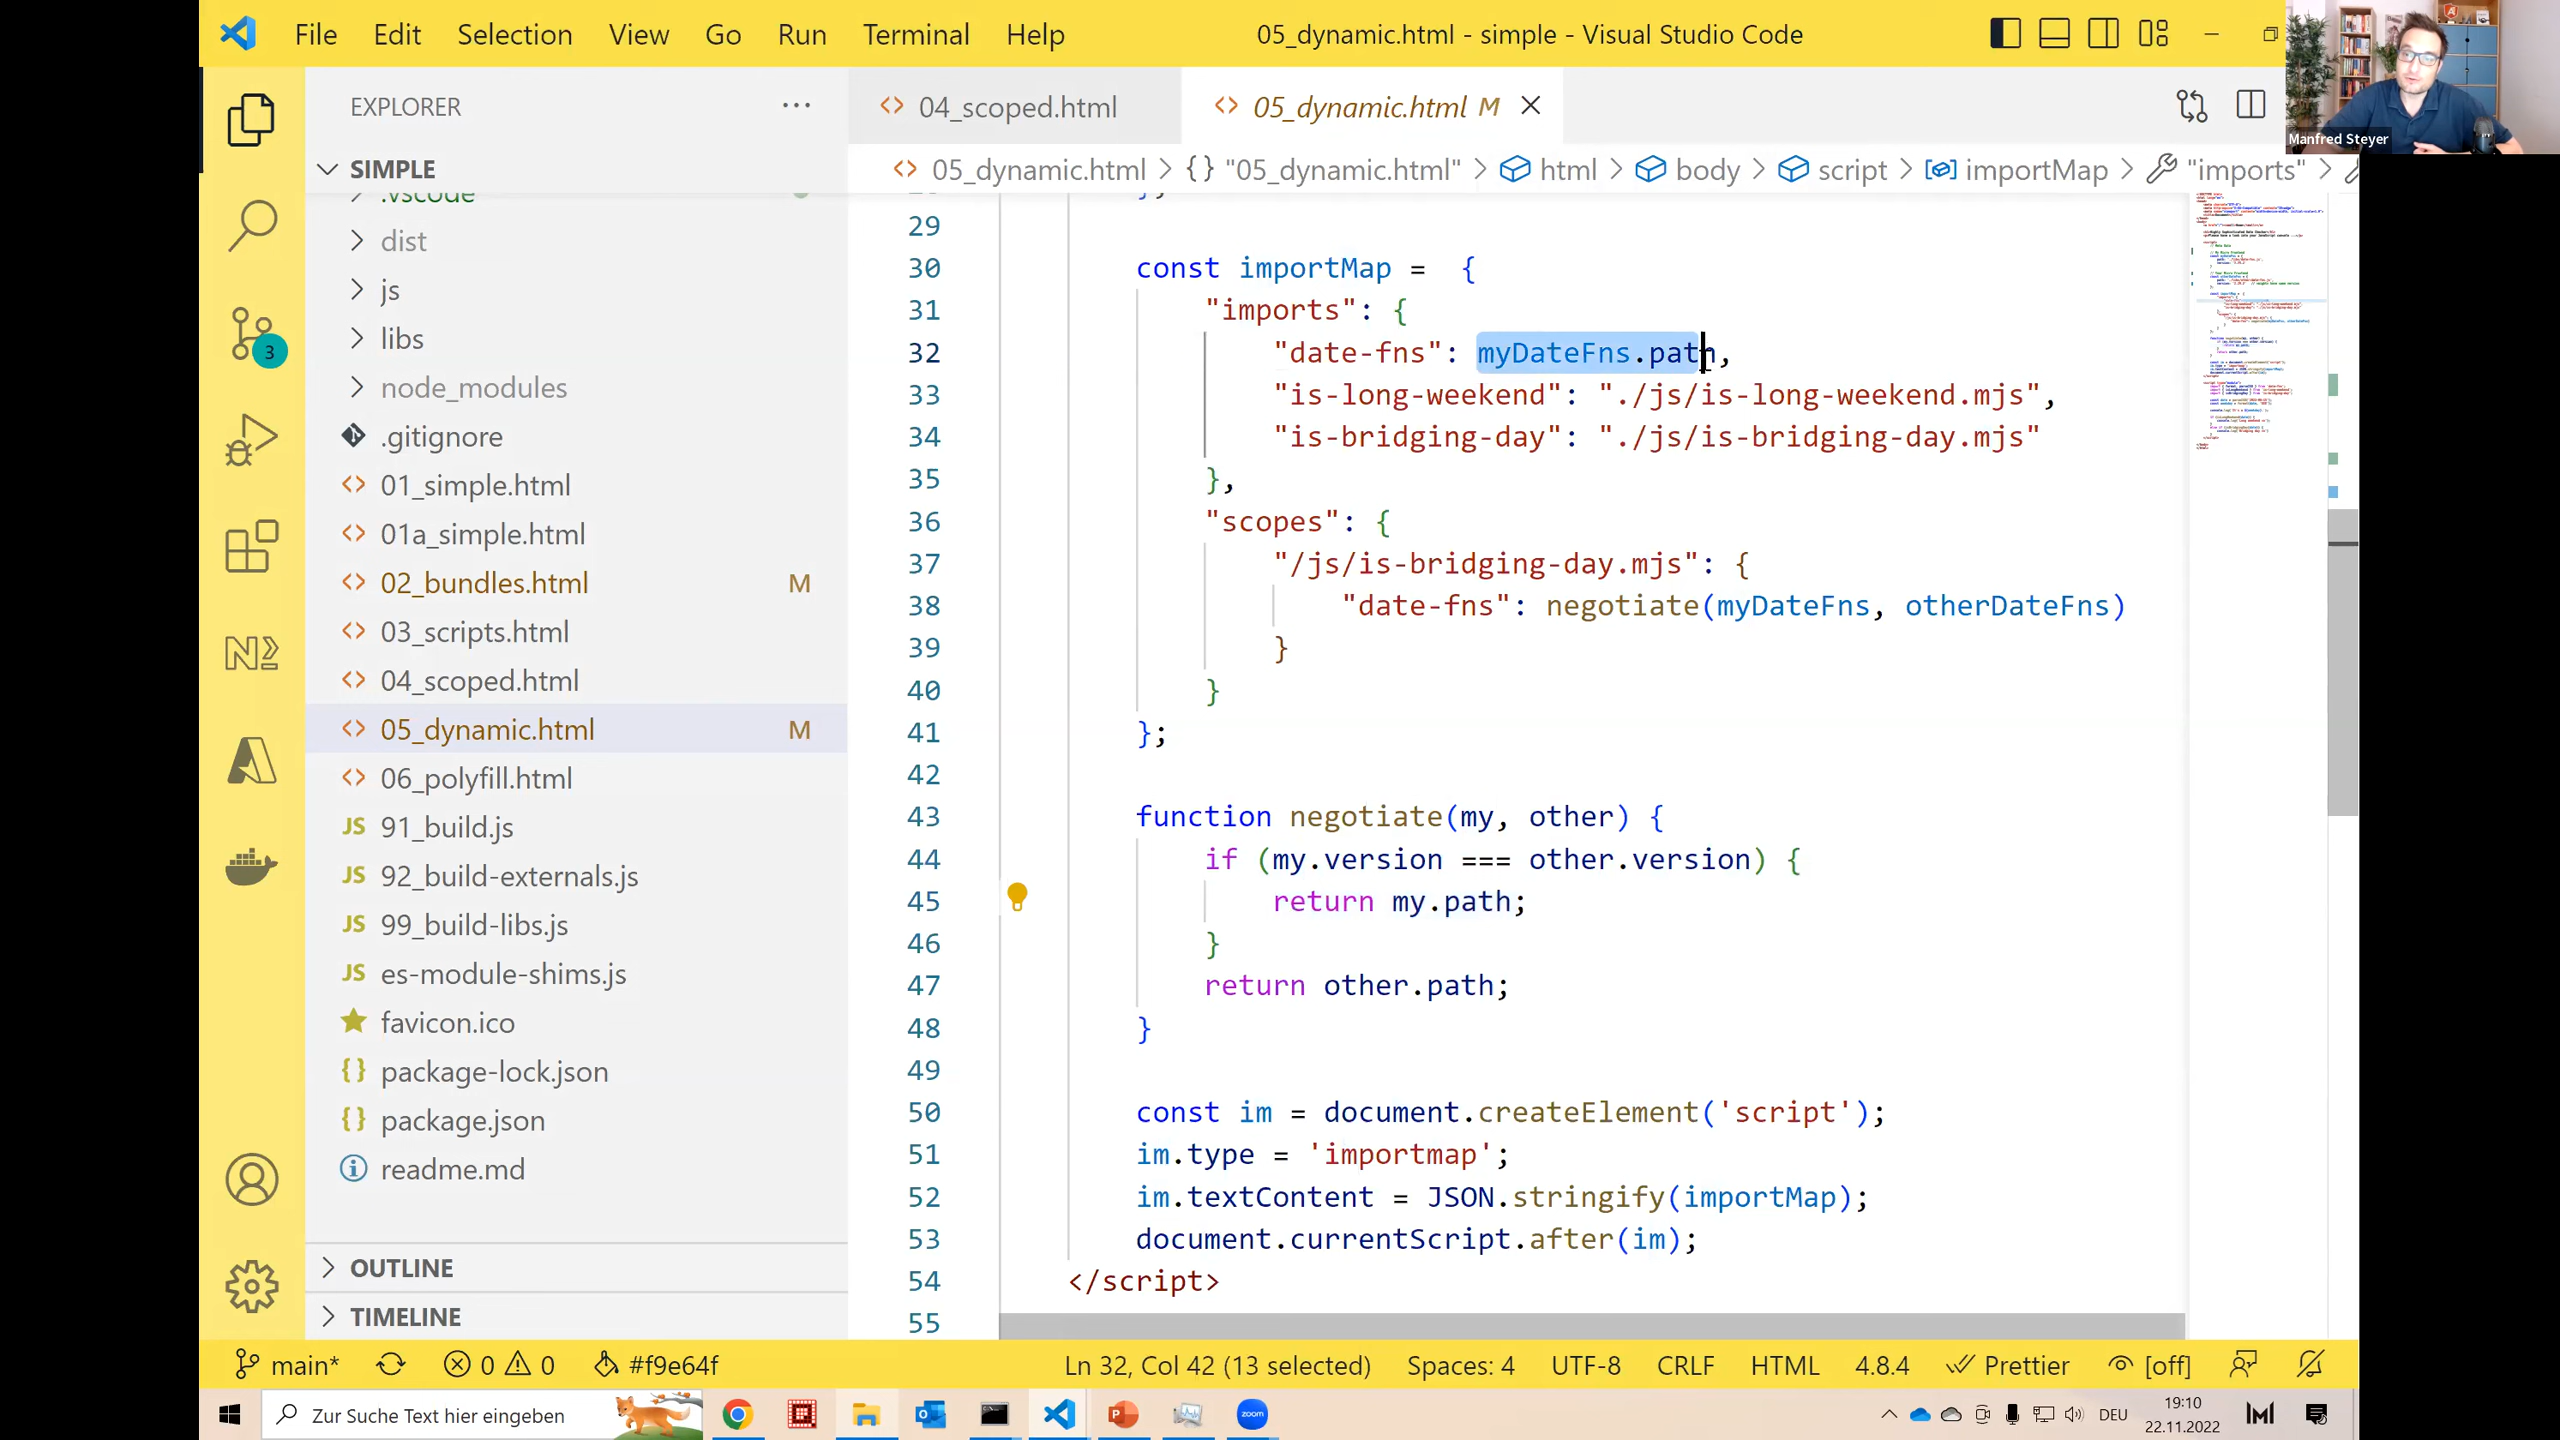 File Edit Selection View Go Run Terminal Help
05_dynamic.html - simple - Visual Studio Code
Manfred Steyer
EXPLORER
SIMPLE
.vscode
dist
js
libs
node_modules
.gitignore
01_simple.html
01a_simple.html
02_bundles.html M
03_scripts.html
04_scoped.html
05_dynamic.html M
06_polyfill.html
91_build.js
92_build-externals.js
99_build-libs.js
es-module-shims.js
favicon.ico
package-lock.json
package.json
readme.md
OUTLINE
TIMELINE
3
04_scoped.html
05_dynamic.html M
05_dynamic.html > {} "05_dynamic.html" > html > body > script > importMap > "imports" >
29
30 const importMap =  {
31 "imports": {
32 "date-fns": myDateFns.path,
33 "is-long-weekend": "./js/is-long-weekend.mjs",
34 "is-bridging-day": "./js/is-bridging-day.mjs"
35 },
36 "scopes": {
37 "/js/is-bridging-day.mjs": {
38 "date-fns": negotiate(myDateFns, otherDateFns)
39 }
40 }
41 };
42
43 function negotiate(my, other) {
44 if (my.version === other.version) {
45 return my.path;
46 }
47 return other.path;
48 }
49
50 const im = document.createElement('script');
51 im.type = 'importmap';
52 im.textContent = JSON.stringify(importMap);
53 document.currentScript.after(im);
54 </script>
55
main* 0 0 #f9e64f Ln 32, Col 42 (13 selected) Spaces: 4 UTF-8 CRLF HTML 4.8.4 Prettier [off]
Zur Suche Text hier eingeben
zoom
DEU
19:10
22.11.2022